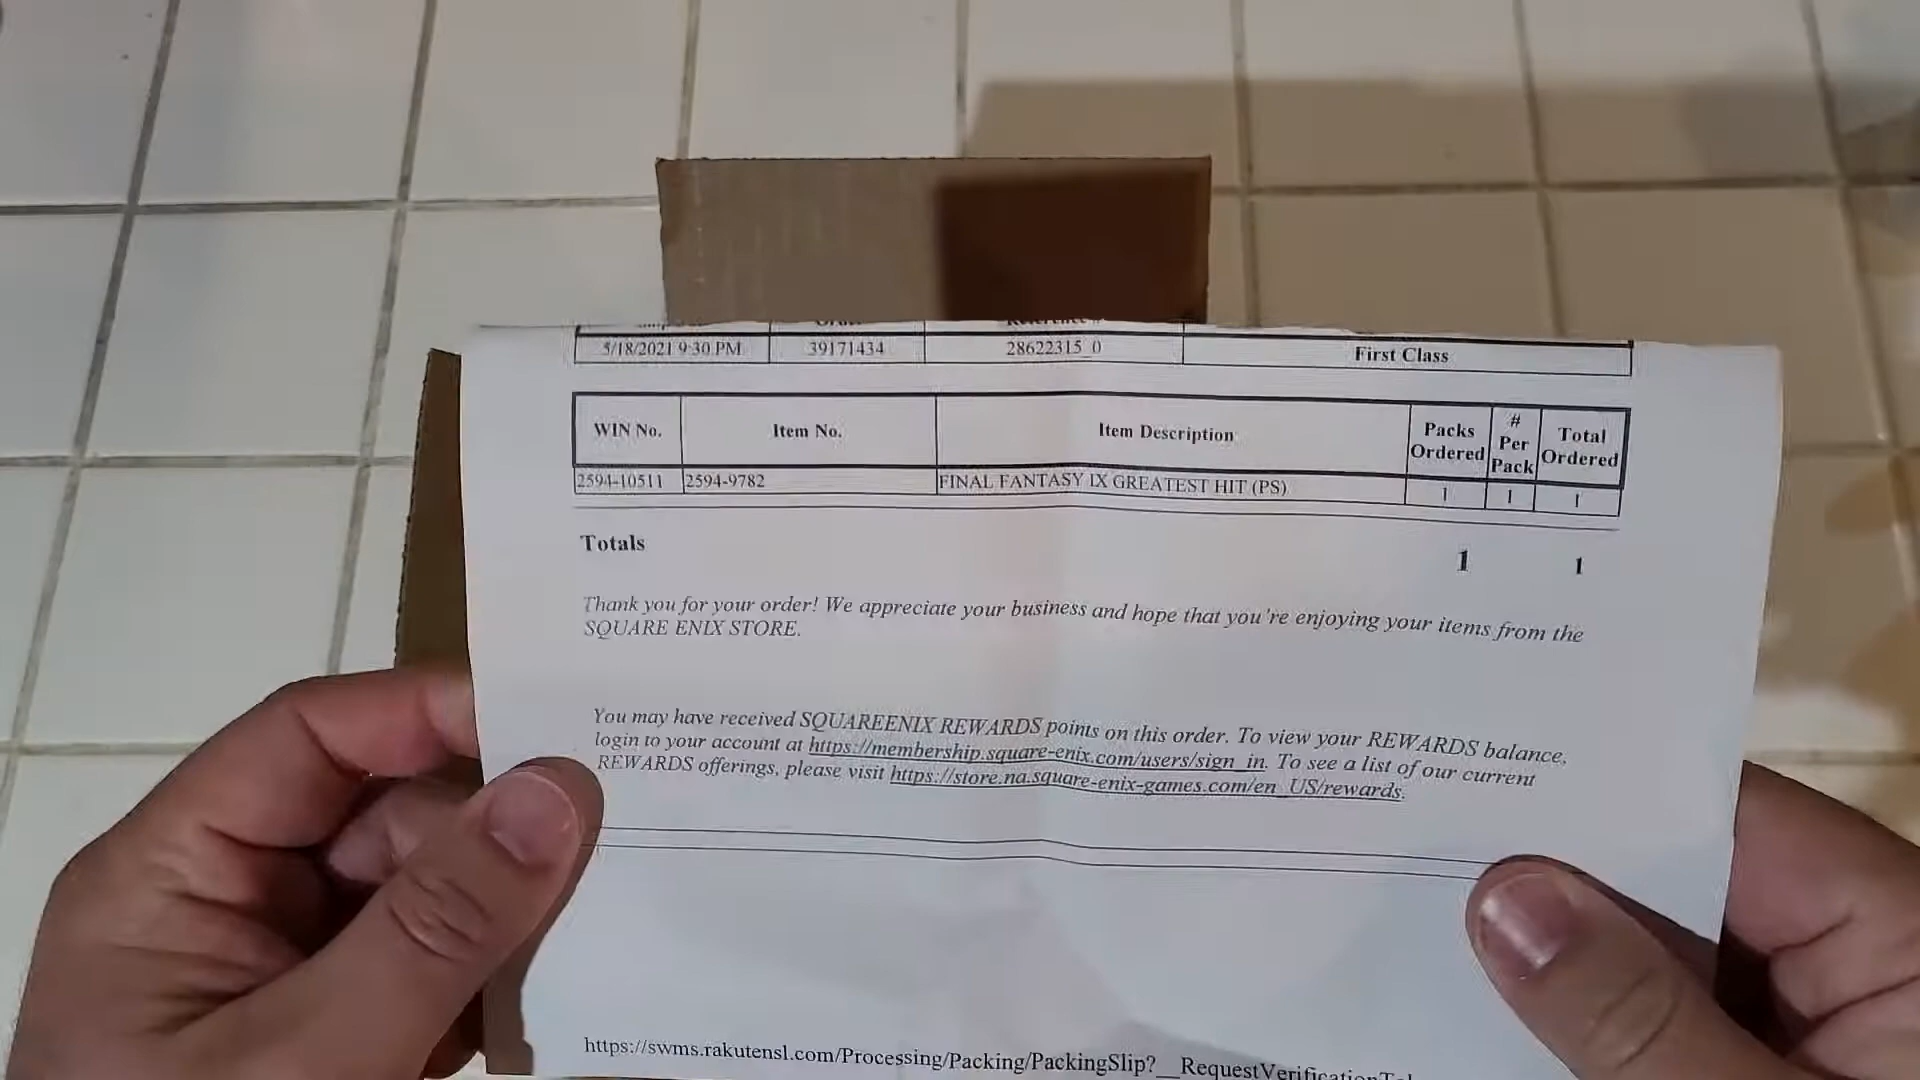 5/18/2021 9:30 PM 39171434 28622315_0 First Class
WIN No. Item No. Item Description Packs Ordered # Per Pack Total Ordered
2594-10511 2594-9782 FINAL FANTASY IX GREATEST HIT (PS) 1 1 1
Totals 1 1
Thank you for your order! We appreciate your business and hope that you're enjoying your items from the
SQUARE ENIX STORE.
You may have received SQUAREENIX REWARDS points on this order. To view your REWARDS balance,
login to your account at https://membership.square-enix.com/users/sign_in. To see a list of our current
REWARDS offerings, please visit https://store.na.square-enix-games.com/en_US/rewards.
https://swms.rakutensl.com/Processing/Packing/PackingSlip?__RequestVerificationTo